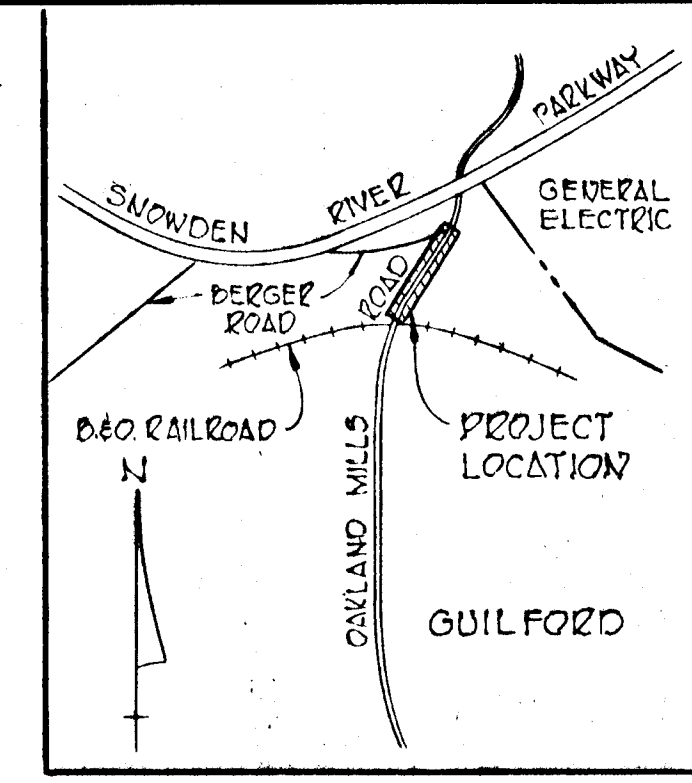 SNOWDEN RIVER PARKWAY
GENERAL
ELECTRIC
BERGER
ROAD
B.&O. RAILROAD
PROJECT
LOCATION
N
OAKLAND MILLS ROAD
GUILFORD